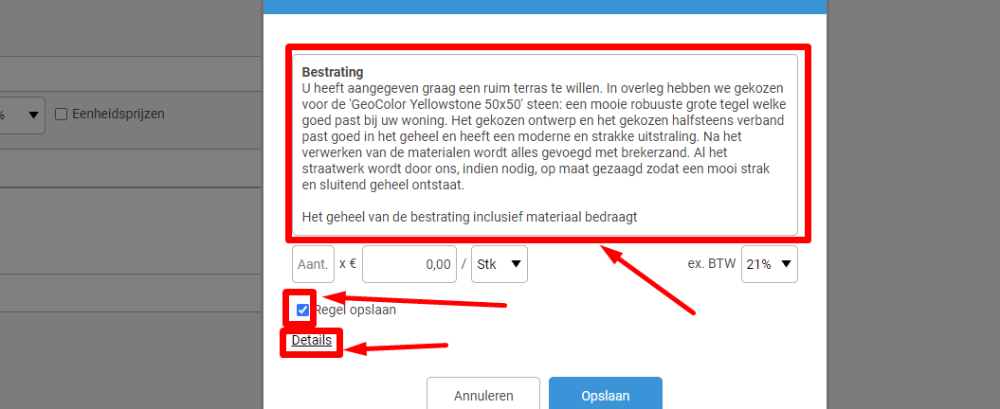 Bestrating
U heeft aangegeven graag een ruim terras te willen. In overleg hebben we gekozen
voor de 'GeoColor Yellowstone 50x50' steen: een mooie robuuste grote tegel welke
goed past bij uw woning. Het gekozen ontwerp en het gekozen halfsteens verband
past goed in het geheel en heeft een moderne en strakke uitstraling. Na het
verwerken van de materialen wordt alles gevoegd met brekerzand. Al het
straatwerk wordt door ons, indien nodig, op maat gezaagd zodat een mooi strak
en sluitend geheel ontstaat.
Het geheel van de bestrating inclusief materiaal bedraagt
% Eenheidsprijzen
Aant. x € 0,00 / Stk ex. BTW 21%
Regel opslaan
Details
Annuleren Opslaan